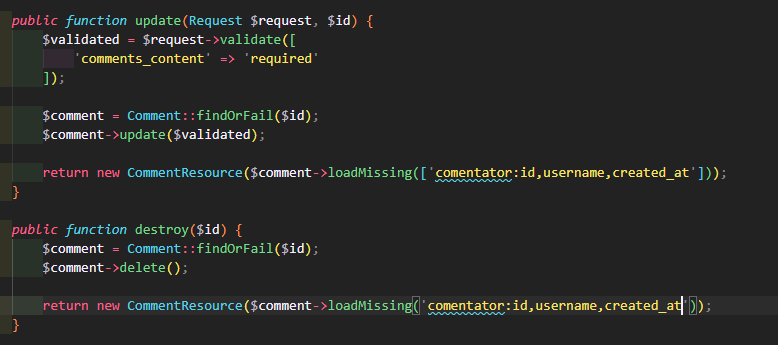 public function update(Request $request, $id) {
$validated = $request->validate([
'comments_content' => 'required'
]);
$comment = Comment::findOrFail($id);
$comment->update($validated);
return new CommentResource($comment->loadMissing(['comentator:id,username,created_at']));
}
public function destroy($id) {
$comment = Comment::findOrFail($id);
$comment->delete();
return new CommentResource($comment->loadMissing('comentator:id,username,created_at'));
}